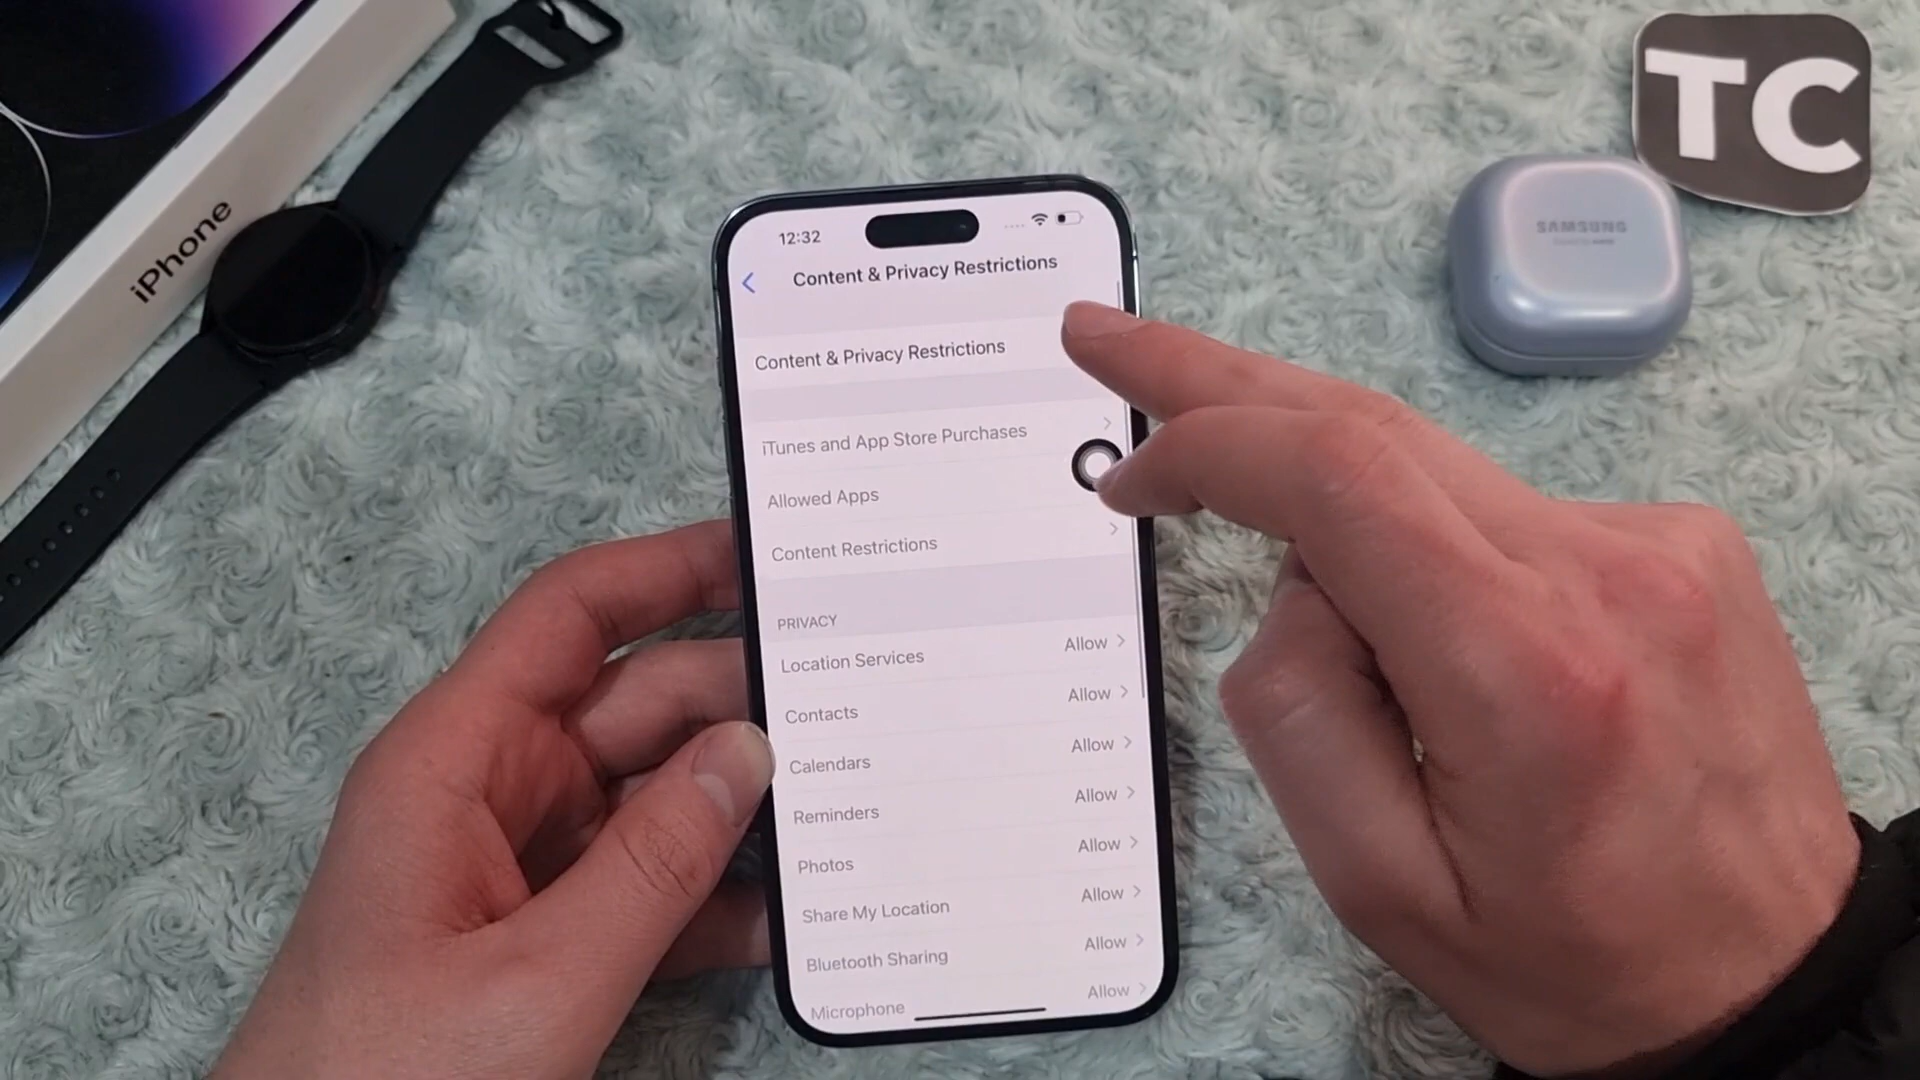 iPhone
TC
SAMSUNG
12:32
Content & Privacy Restrictions
Content & Privacy Restrictions
iTunes and App Store Purchases
Allowed Apps
Content Restrictions
PRIVACY
Location Services Allow
Contacts Allow
Calendars Allow
Reminders Allow
Photos Allow
Share My Location Allow
Bluetooth Sharing Allow
Microphone Allow